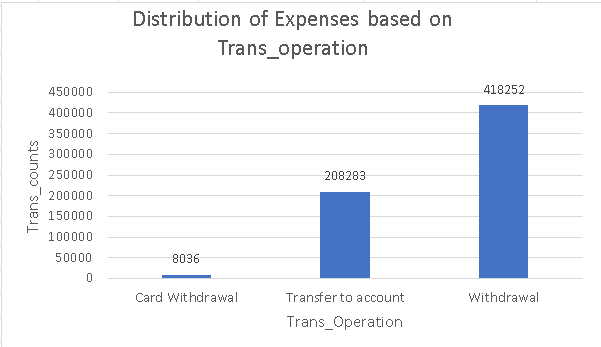 Distribution of Expenses based on
Trans_operation
Trans_counts
450000
400000
350000
300000
250000
200000
150000
100000
50000
0
8036
208283
418252
Card Withdrawal
Transfer to account
Withdrawal
Trans_Operation